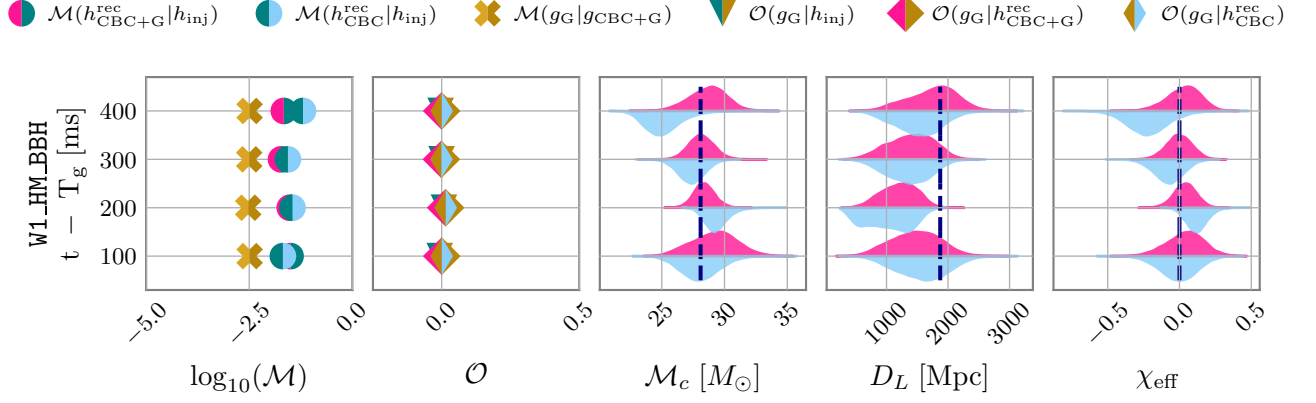 M(h^rec_CBC+G|h_inj) M(h^rec_CBC|h_inj) M(g_G|g_CBC+G) O(g_G|h_inj) O(g_G|h^rec_CBC+G) O(g_G|h^rec_CBC)
W1_HM_BBH
t − T_g [ms]
400
300
200
100
−5.0 −2.5 0.0 0.0 0.5 25 30 35 1000 2000 3000 −0.5 0.0 0.5
log10(M) O M_c [M_⊙] D_L [Mpc] χ_eff